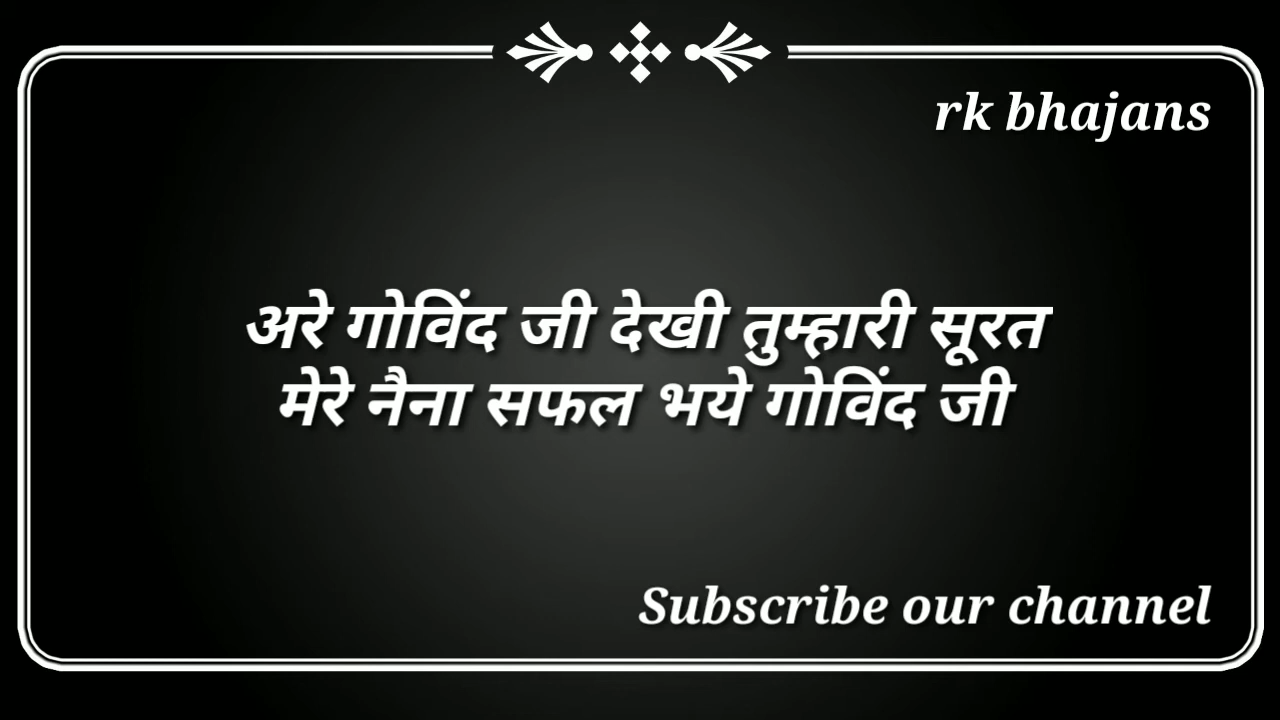 rk bhajans
अरे गोविंद जी देखी तुम्हारी सूरत
मेरे नैना सफल भये गोविंद जी
Subscribe our channel